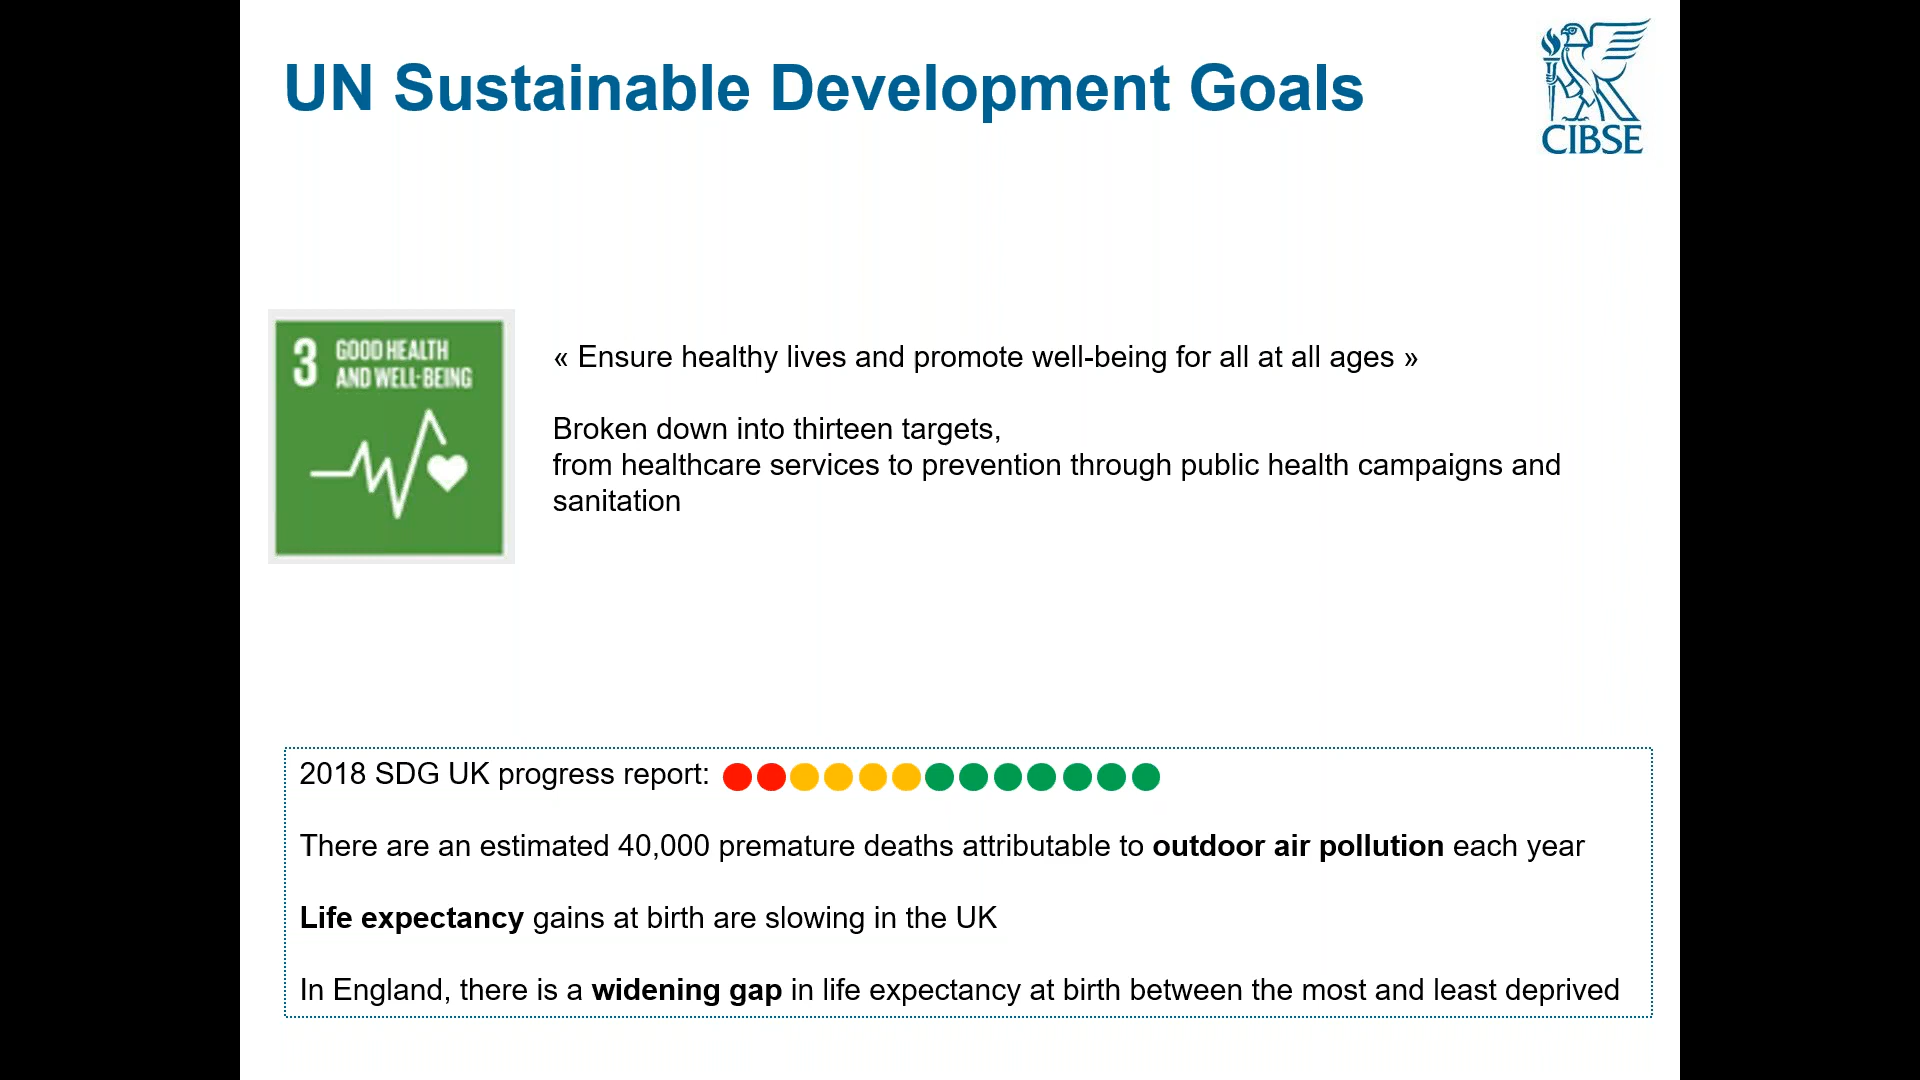 UN Sustainable Development Goals
CIBSE
3 GOOD HEALTH
AND WELL-BEING
« Ensure healthy lives and promote well-being for all at all ages »
Broken down into thirteen targets,
from healthcare services to prevention through public health campaigns and
sanitation
2018 SDG UK progress report:
There are an estimated 40,000 premature deaths attributable to outdoor air pollution each year
Life expectancy gains at birth are slowing in the UK
In England, there is a widening gap in life expectancy at birth between the most and least deprived